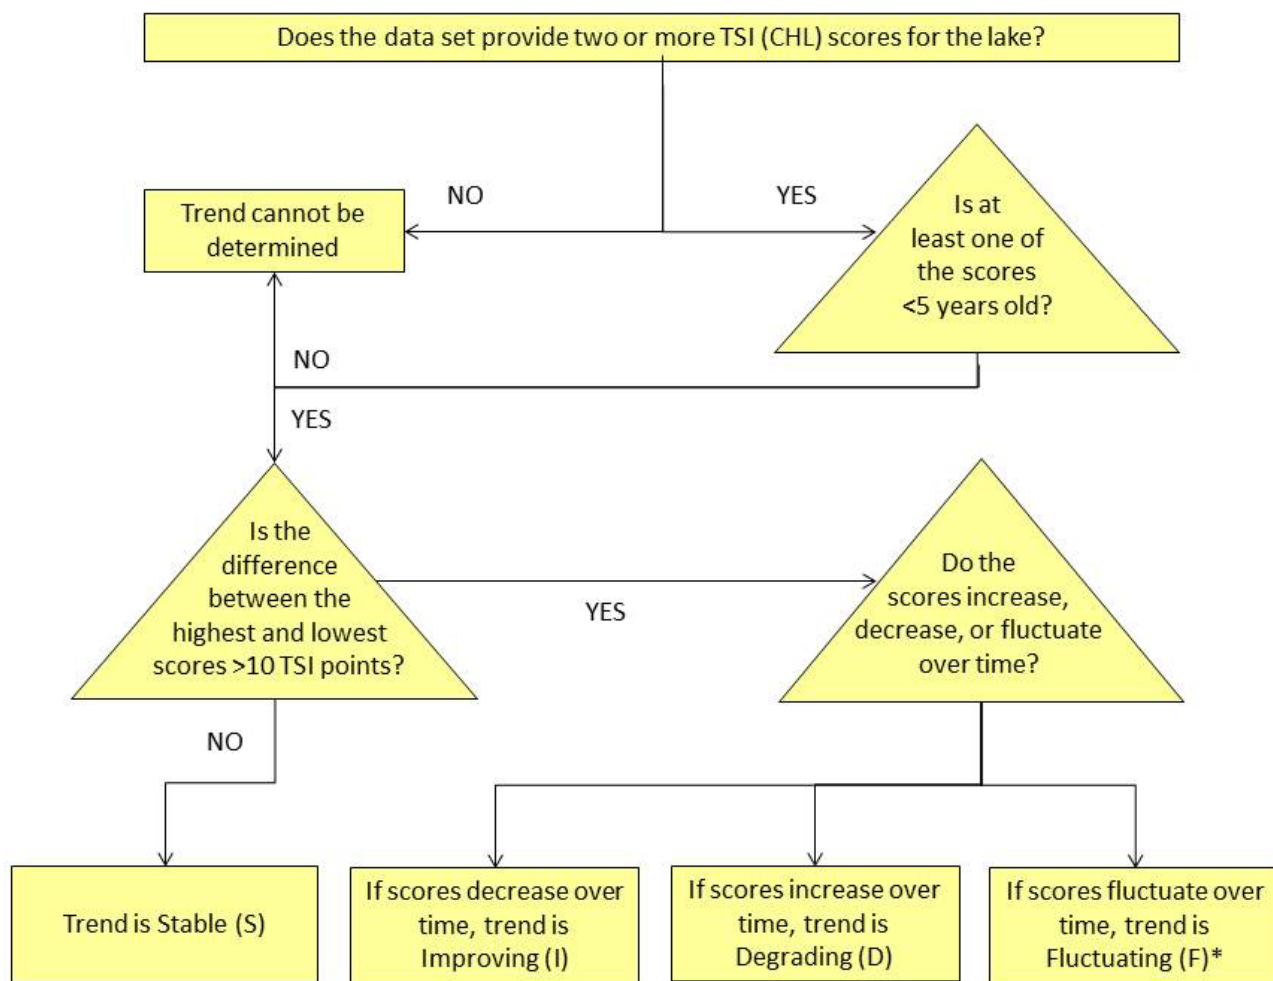 Does the data set provide two or more TSI (CHL) scores for the lake?
NO
YES
Trend cannot be
determined
Is at
least one of
the scores
<5 years old?
NO
YES
Is the
difference
between the
highest and lowest
scores >10 TSI points?
YES
Do the
scores increase,
decrease, or fluctuate
over time?
NO
Trend is Stable (S)
If scores decrease over
time, trend is
Improving (I)
If scores increase over
time, trend is
Degrading (D)
If scores fluctuate over
time, trend is
Fluctuating (F)*